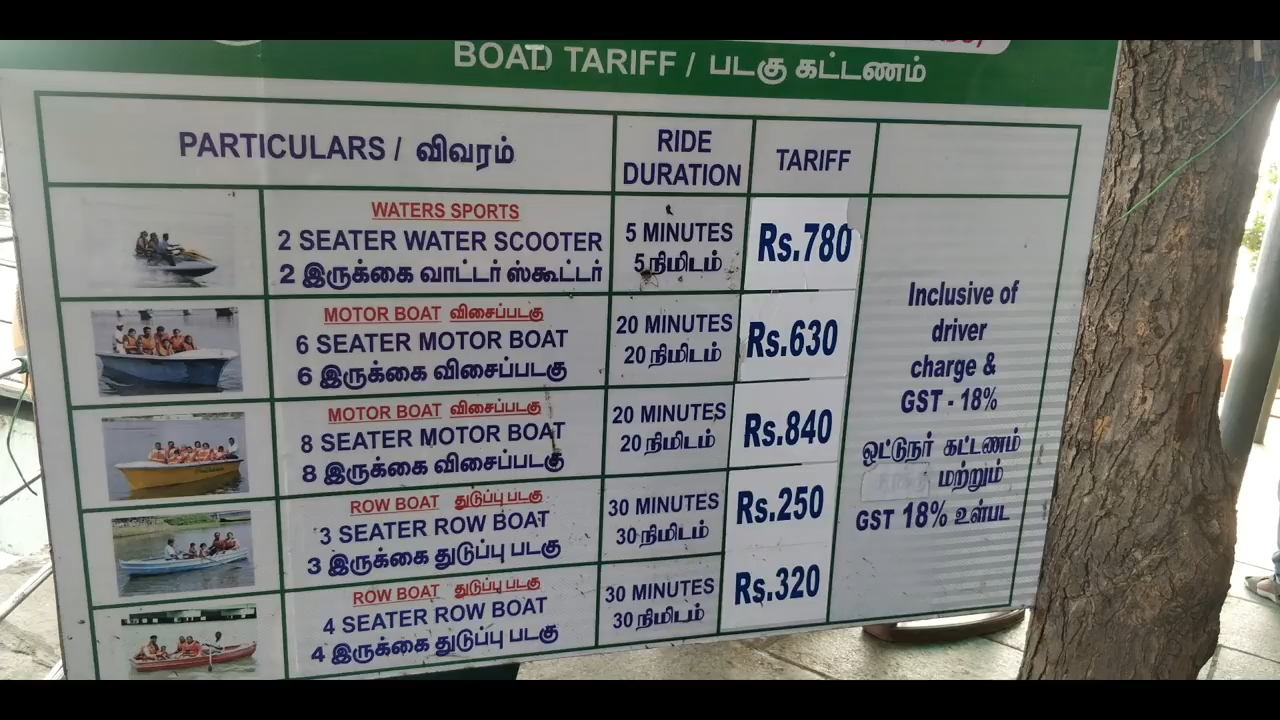 BOAD TARIFF / படகு கட்டணம்
PARTICULARS / விவரம்
RIDE
DURATION
TARIFF
WATERS SPORTS
2 SEATER WATER SCOOTER
2 இருக்கை வாட்டர் ஸ்கூட்டர்
5 MINUTES
5 நிமிடம்
Rs.780
MOTOR BOAT விசைப்படகு
6 SEATER MOTOR BOAT
6 இருக்கை விசைப்படகு
20 MINUTES
20 நிமிடம்
Rs.630
MOTOR BOAT விசைப்படகு
8 SEATER MOTOR BOAT
8 இருக்கை விசைப்படகு
20 MINUTES
20 நிமிடம்
Rs.840
ROW BOAT துடுப்பு படகு
3 SEATER ROW BOAT
3 இருக்கை துடுப்பு படகு
30 MINUTES
30 நிமிடம்
Rs.250
ROW BOAT துடுப்பு படகு
4 SEATER ROW BOAT
4 இருக்கை துடுப்பு படகு
30 MINUTES
30 நிமிடம்
Rs.320
Inclusive of
driver
charge &
GST - 18%
ஒட்டுநர் கட்டணம்
மற்றும்
GST 18% உள்பட